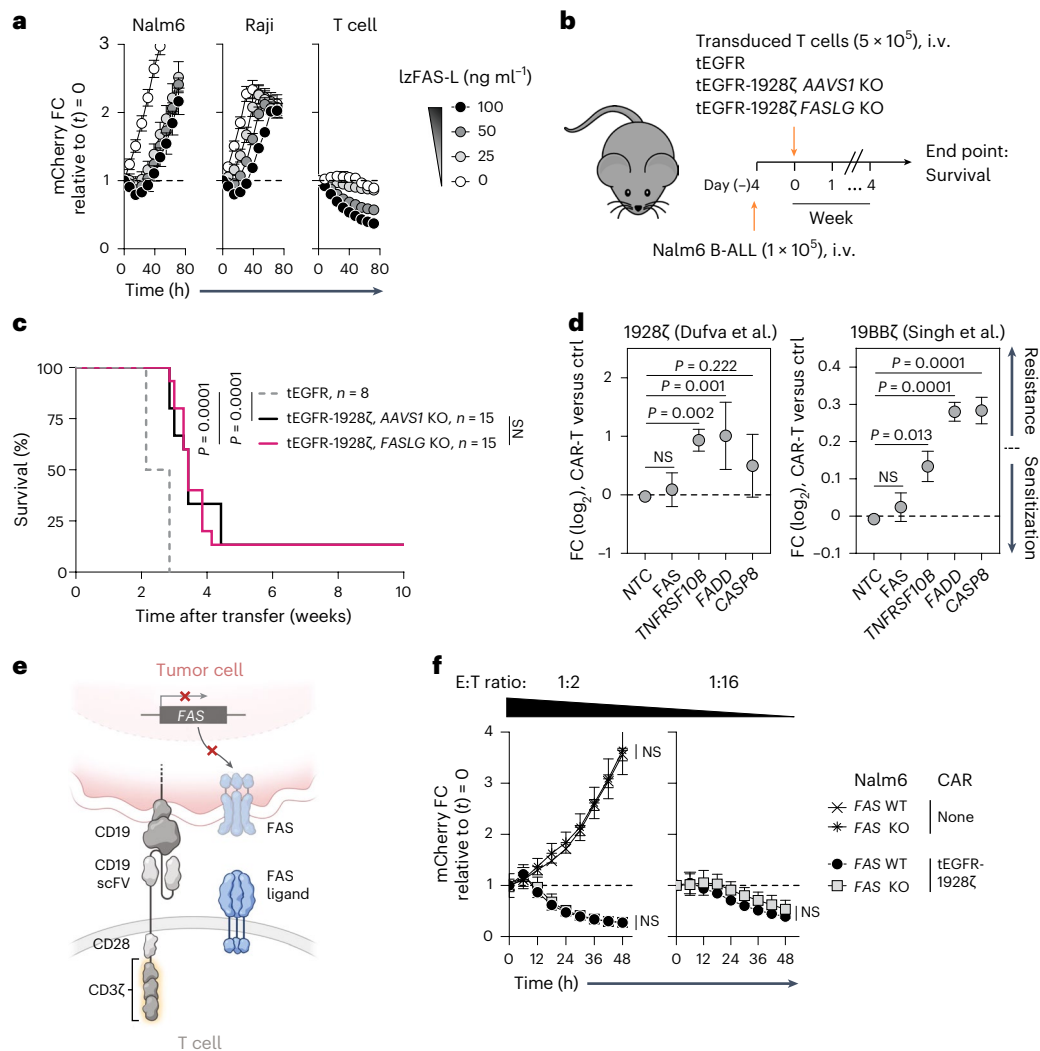 a
Nalm6
Raji
T cell
mCherry FC
relative to (t) = 0
3
2
1
0
0 40 80
0 40 80
0 40 80
Time (h)
lzFAS-L (ng ml⁻¹)
100
50
25
0
b
Transduced T cells (5 × 10⁵), i.v.
tEGFR
tEGFR-1928ζ AAVS1 KO
tEGFR-1928ζ FASLG KO
Day (–)4 0 1 ... 4
Week
End point:
Survival
Nalm6 B-ALL (1 × 10⁵), i.v.
c
Survival (%)
100
75
50
25
0
0 2 4 6 8 10
Time after transfer (weeks)
P = 0.0001
P = 0.0001
tEGFR, n = 8
tEGFR-1928ζ, AAVS1 KO, n = 15
tEGFR-1928ζ, FASLG KO, n = 15
NS
d
1928ζ (Dufva et al.)
FC (log₂), CAR-T versus ctrl
2
1
0
–1
P = 0.222
P = 0.001
P = 0.002
NS
NTC
FAS
TNFRSF10B
FADD
CASP8
19BBζ (Singh et al.)
FC (log₂), CAR-T versus ctrl
0.4
0.3
0.2
0.1
0
–0.1
P = 0.0001
P = 0.0001
P = 0.013
NS
NTC
FAS
TNFRSF10B
FADD
CASP8
Resistance
Sensitization
e
Tumor cell
FAS
CD19
FAS
CD19
scFV
FAS
ligand
CD28
CD3ζ
T cell
f
E:T ratio: 1:2 1:16
mCherry FC
relative to (t) = 0
4
3
2
1
0
NS
NS
NS
0 12 24 36 48
0 12 24 36 48
Time (h)
Nalm6 CAR
FAS WT
FAS KO
None
FAS WT
FAS KO
tEGFR-
1928ζ